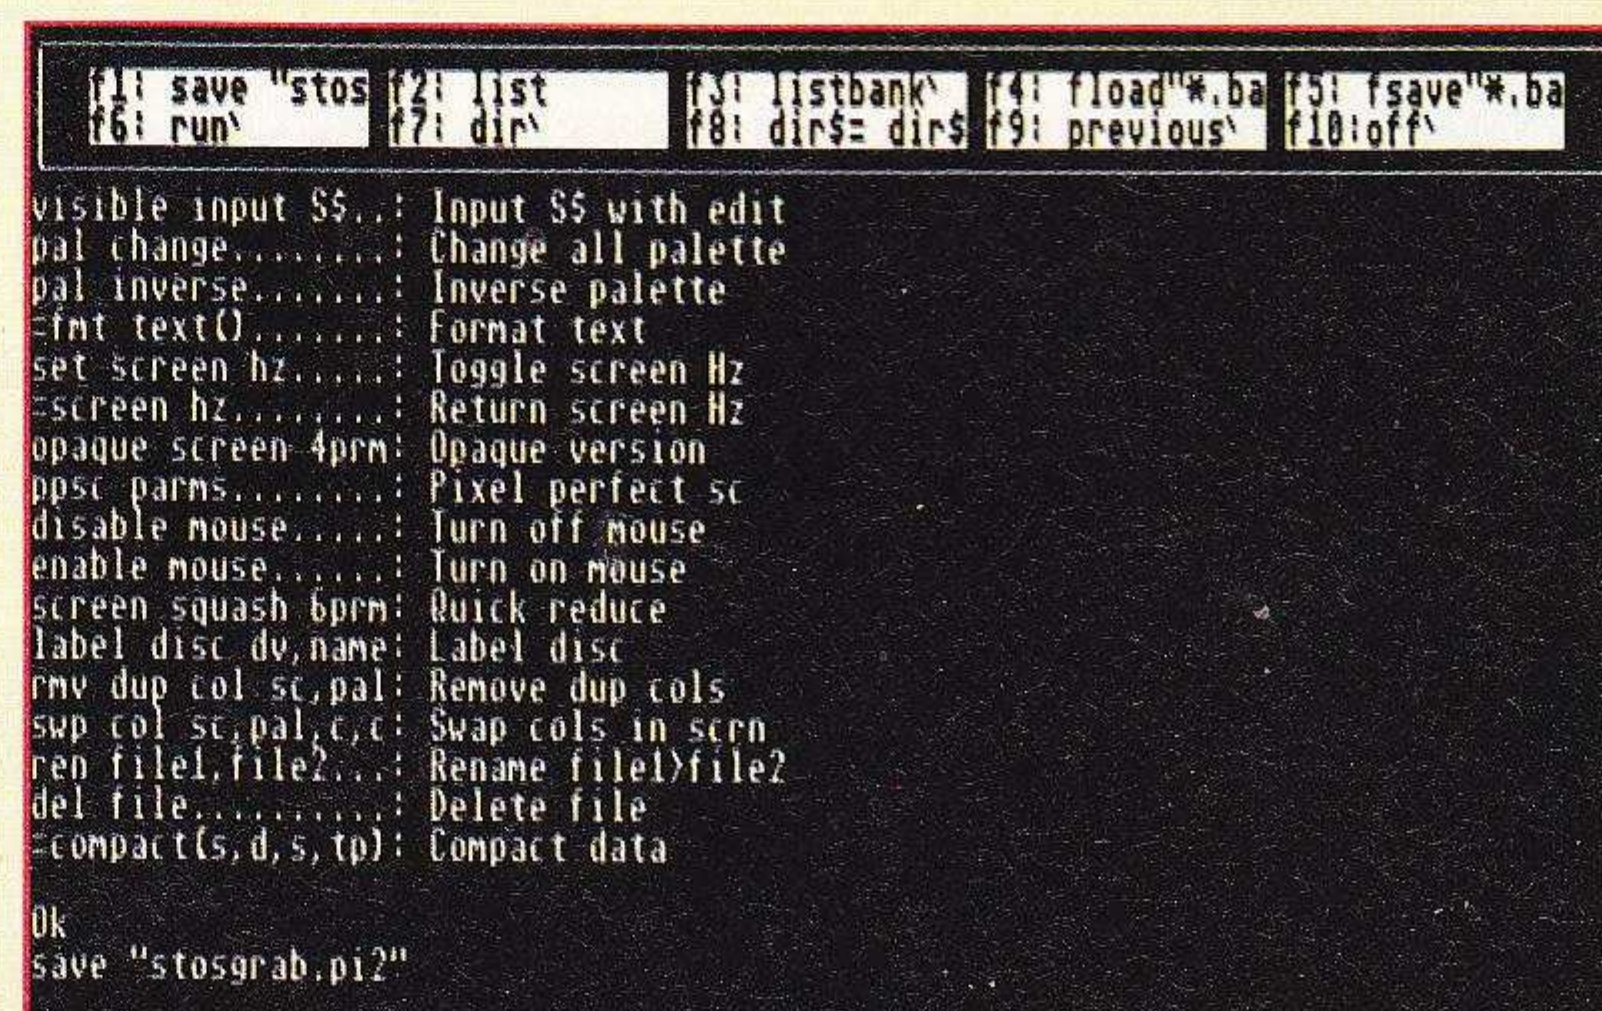 f1: save "stos f2: list f3: listbank` f4: fload"*.ba f5: fsave"*.ba
f6: run` f7: dir` f8: dir$= dir$ f9: previous` f10:off`
visible input S$..: Input S$ with edit
pal change........: Change all palette
pal inverse.......: Inverse palette
=fmt text().......: Format text
set screen hz.....: Toggle screen Hz
=screen hz........: Return screen Hz
opaque screen 4prm: Opaque version
ppsc parms........: Pixel perfect sc
disable mouse.....: Turn off mouse
enable mouse......: Turn on mouse
screen squash 6prm: Quick reduce
label disc dv,name: Label disc
rmv dup col sc,pal: Remove dup cols
swp col sc,pal,c,c: Swap cols in scrn
ren file1,file2...: Rename file1>file2
del file..........: Delete file
=compact(s,d,s,tp): Compact data
Ok
save "stosgrab.pi2"